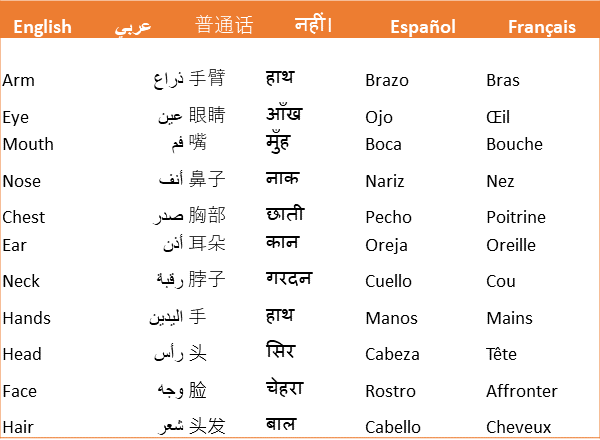 English عربي 普通话 नहीं। Español Français
Arm ذراع 手臂 हाथ Brazo Bras
Eye عين 眼睛 आँख Ojo Œil
Mouth فم 嘴 मुँह Boca Bouche
Nose أنف 鼻子 नाक Nariz Nez
Chest صدر 胸部 छाती Pecho Poitrine
Ear أذن 耳朵 कान Oreja Oreille
Neck رقبة 脖子 गरदन Cuello Cou
Hands اليدين 手 हाथ Manos Mains
Head رأس 头 सिर Cabeza Tête
Face وجه 脸 चेहरा Rostro Affronter
Hair شعر 头发 बाल Cabello Cheveux